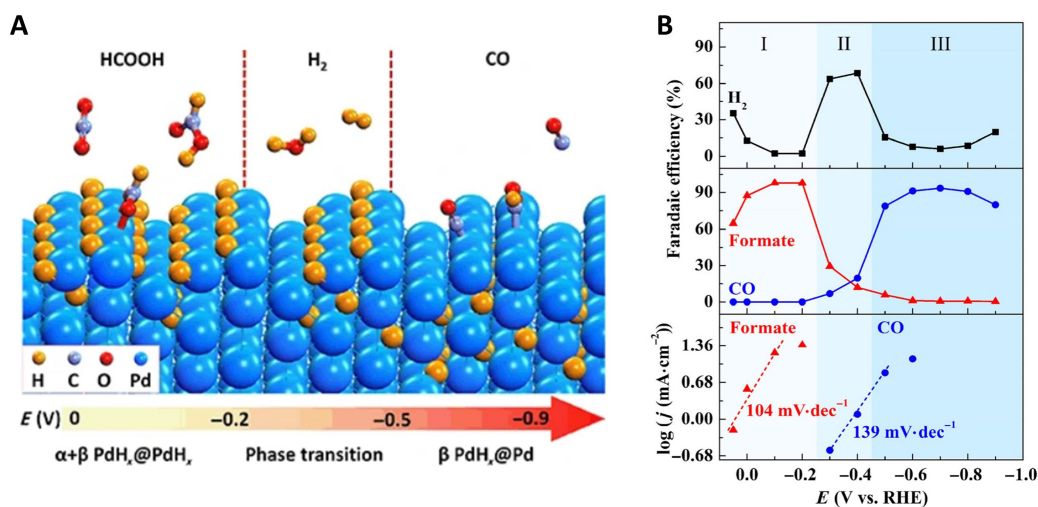 A
HCOOH
H₂
CO
H C O Pd
E (V) 0 −0.2 −0.5 −0.9
α+β PdHₓ@PdHₓ Phase transition β PdHₓ@Pd
B
I II III
90
60
30
0
H₂
Faradaic efficiency (%)
90
60
30
0
Formate
CO
log (j (mA·cm⁻²))
1.36
0.68
0.00
−0.68
Formate
CO
104 mV·dec⁻¹
139 mV·dec⁻¹
0.0 −0.2 −0.4 −0.6 −0.8 −1.0
E (V vs. RHE)